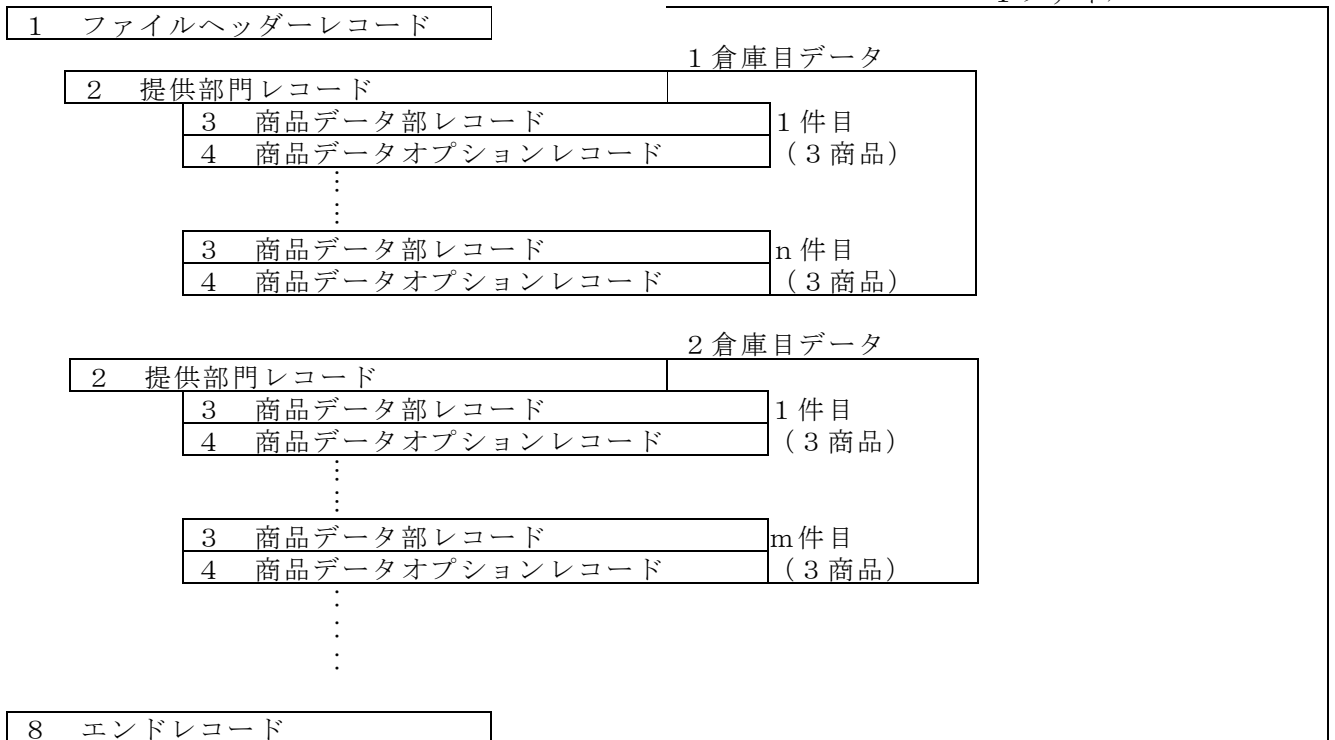 １　ファイルヘッダーレコード
１倉庫目データ
２　提供部門レコード
３　商品データ部レコード　１件目
４　商品データオプションレコード　（３商品）
３　商品データ部レコード　ｎ件目
４　商品データオプションレコード　（３商品）
２倉庫目データ
２　提供部門レコード
３　商品データ部レコード　１件目
４　商品データオプションレコード　（３商品）
３　商品データ部レコード　ｍ件目
４　商品データオプションレコード　（３商品）
８　エンドレコード